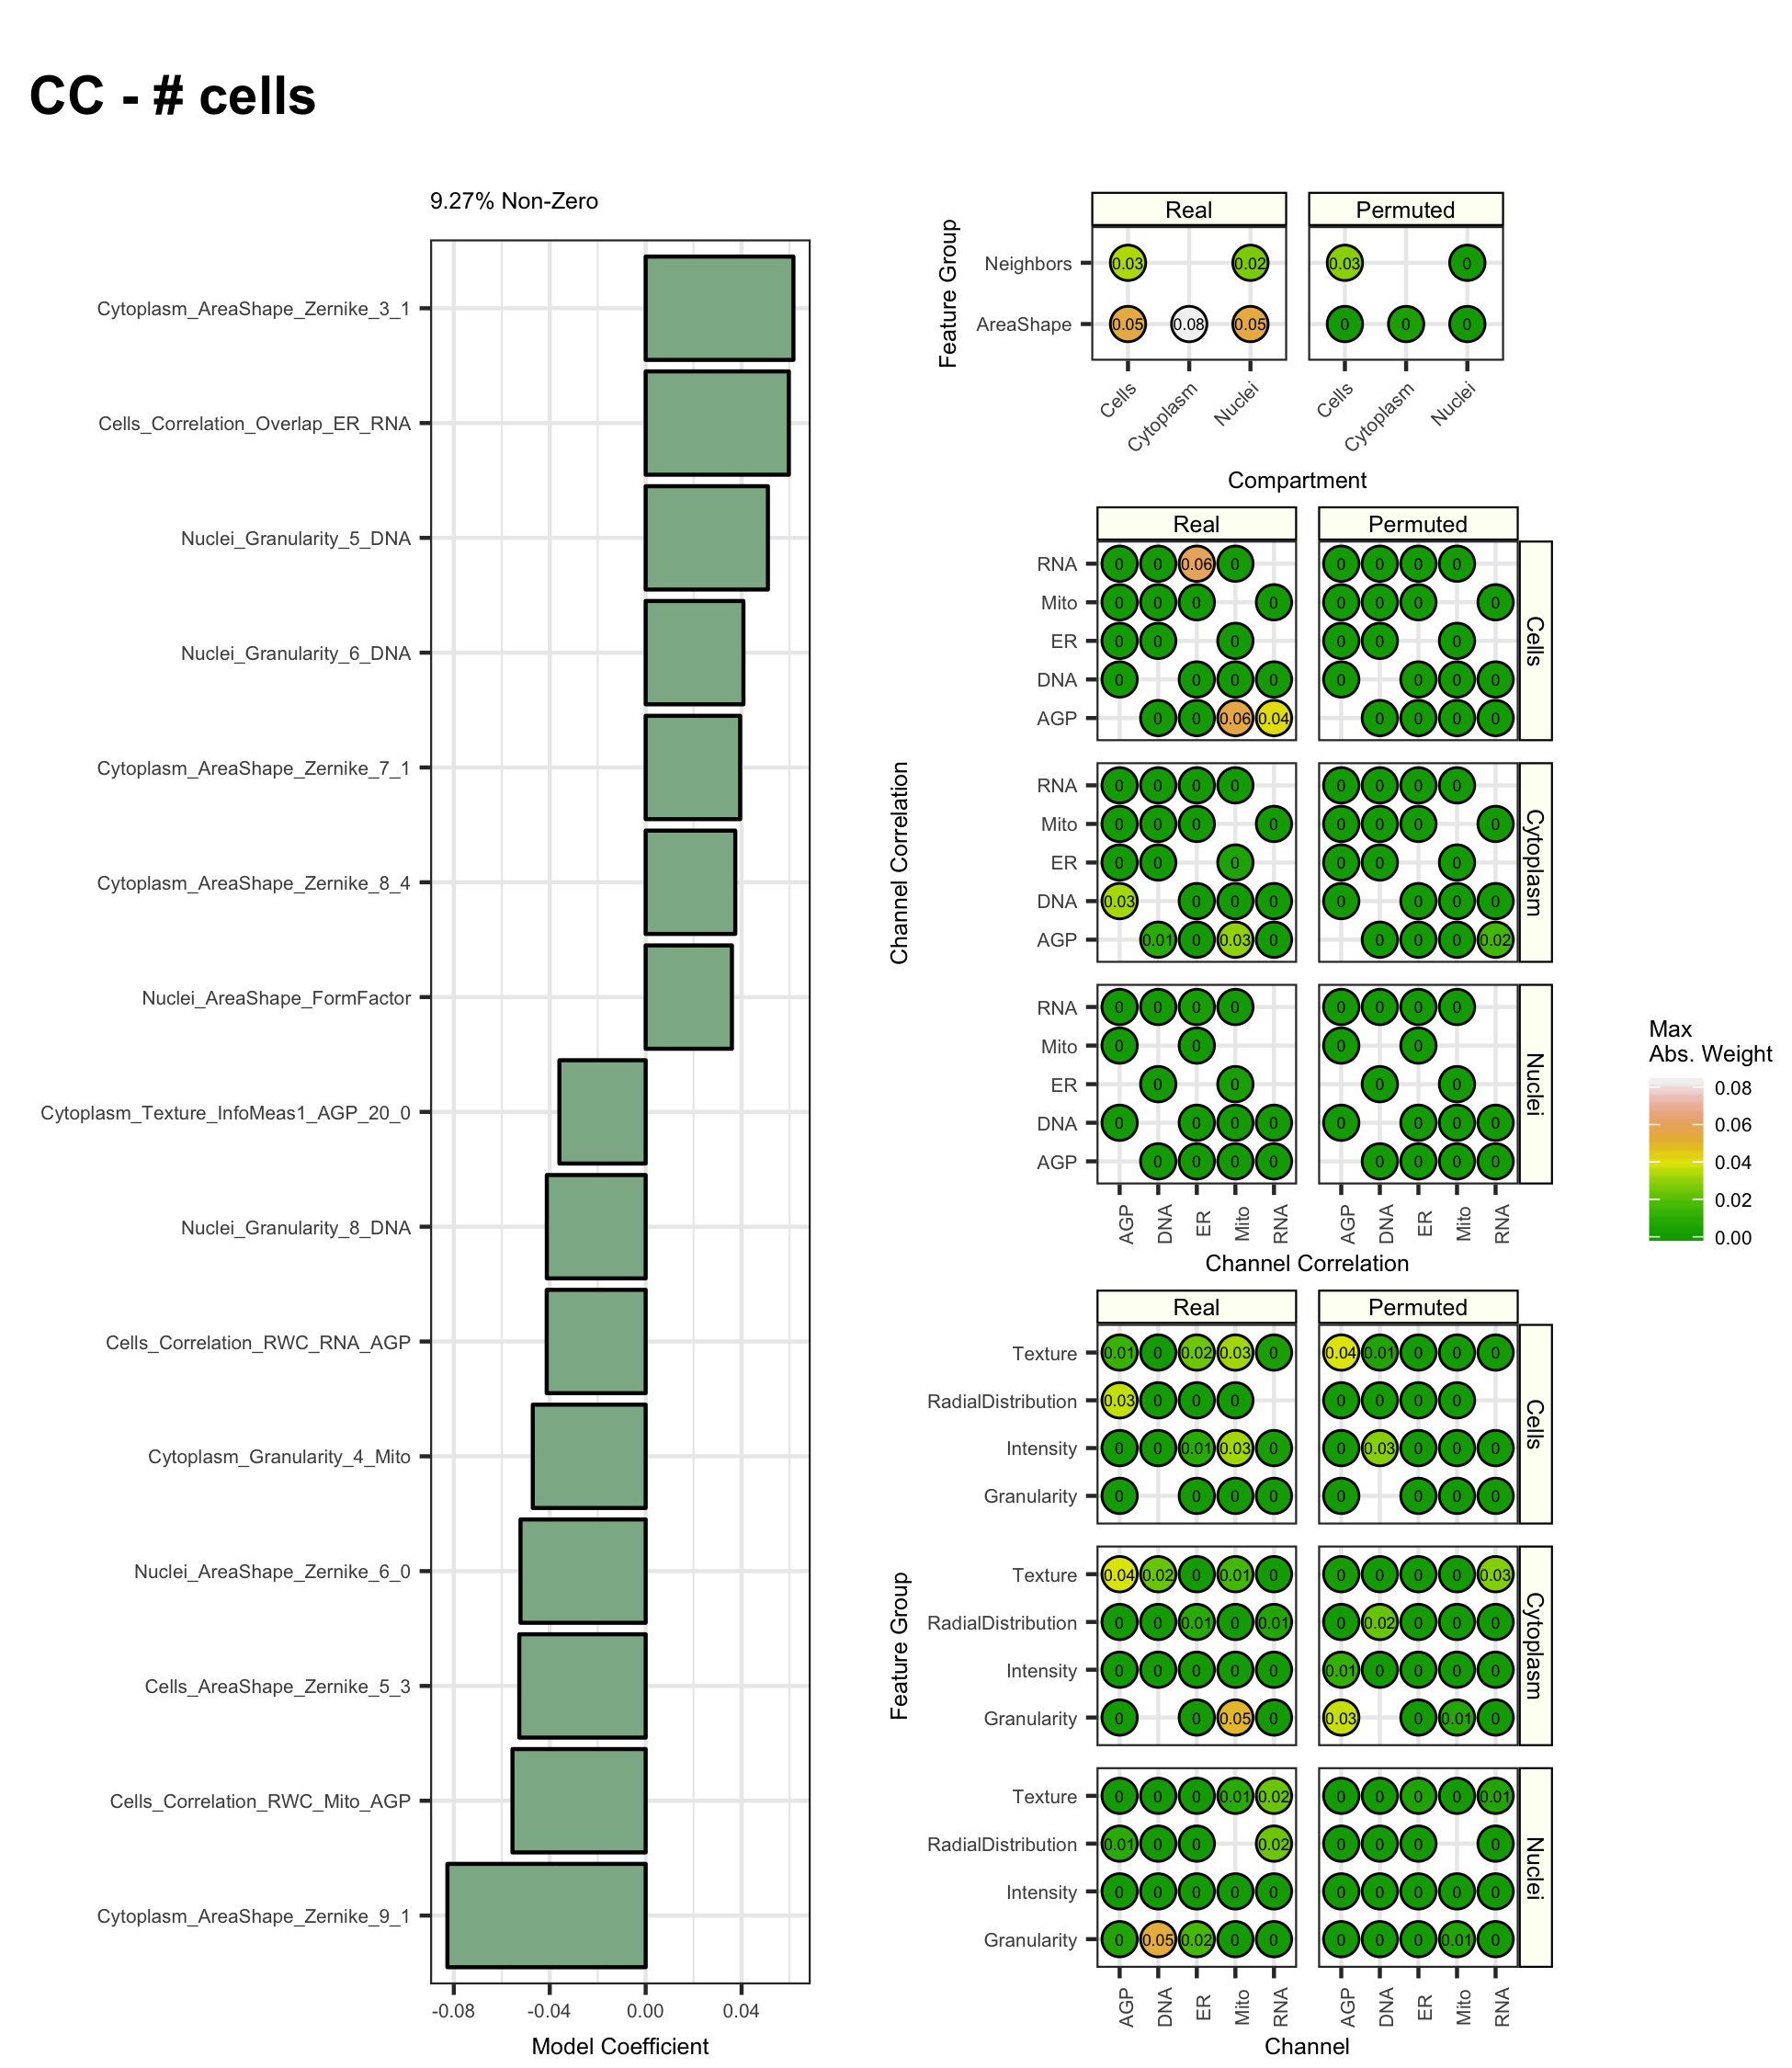 CC - # cells
9.27% Non-Zero
Cytoplasm_AreaShape_Zernike_3_1
Cells_Correlation_Overlap_ER_RNA
Nuclei_Granularity_5_DNA
Nuclei_Granularity_6_DNA
Cytoplasm_AreaShape_Zernike_7_1
Cytoplasm_AreaShape_Zernike_8_4
Nuclei_AreaShape_FormFactor
Cytoplasm_Texture_InfoMeas1_AGP_20_0
Nuclei_Granularity_8_DNA
Cells_Correlation_RWC_RNA_AGP
Cytoplasm_Granularity_4_Mito
Nuclei_AreaShape_Zernike_6_0
Cells_AreaShape_Zernike_5_3
Cells_Correlation_RWC_Mito_AGP
Cytoplasm_AreaShape_Zernike_9_1
-0.08 -0.04 0.00 0.04
Model Coefficient
Real Permuted
Feature Group
Neighbors 0.03 0.02 0.03 0
AreaShape 0.05 0.08 0.05 0 0 0
Cells Cytoplasm Nuclei Cells Cytoplasm Nuclei
Compartment
Real Permuted
Channel Correlation
RNA 0 0 0.06 0 0 0 0 0
Mito 0 0 0 0 0 0 0 0
ER 0 0 0 0 0 0
DNA 0 0 0 0 0 0 0 0
AGP 0 0 0.06 0.04 0 0 0 0
Cells
RNA 0 0 0 0 0 0 0 0
Mito 0 0 0 0 0 0 0 0
ER 0 0 0 0 0 0
DNA 0.03 0 0 0 0 0 0 0
AGP 0.01 0 0.03 0 0 0 0 0.02
Cytoplasm
RNA 0 0 0 0 0 0 0 0
Mito 0 0 0 0
ER 0 0 0 0
DNA 0 0 0 0 0 0 0 0
AGP 0 0 0 0 0 0 0 0
Nuclei
AGP DNA ER Mito RNA AGP DNA ER Mito RNA
Channel Correlation
Real Permuted
Feature Group
Texture 0.01 0 0.02 0.03 0 0.04 0.01 0 0 0
RadialDistribution 0.03 0 0 0 0 0 0 0
Intensity 0 0 0.01 0.03 0 0 0.03 0 0 0
Granularity 0 0 0 0 0 0 0 0
Cells
Texture 0.04 0.02 0 0.01 0 0 0 0 0 0.03
RadialDistribution 0 0 0.01 0 0.01 0 0.02 0 0 0
Intensity 0 0 0 0 0 0.01 0 0 0 0
Granularity 0 0 0.05 0 0.03 0 0.01 0
Cytoplasm
Texture 0 0 0 0.01 0.02 0 0 0 0 0.01
RadialDistribution 0.01 0 0 0.02 0 0 0 0
Intensity 0 0 0 0 0 0 0 0 0 0
Granularity 0 0.05 0.02 0 0 0 0 0 0.01 0
Nuclei
AGP DNA ER Mito RNA AGP DNA ER Mito RNA
Channel
Max
Abs. Weight
0.08
0.06
0.04
0.02
0.00